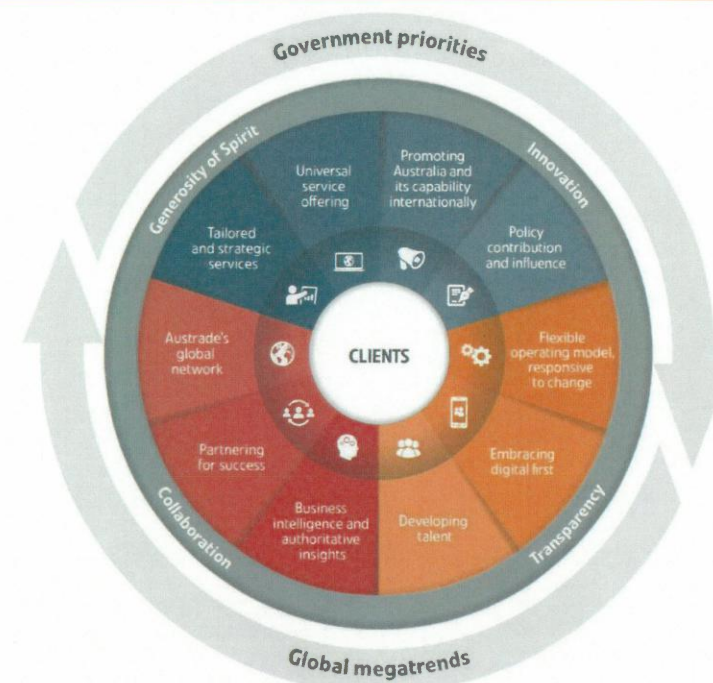 Government priorities
Generosity of Spirit
Innovation
Universal
service
offering
Promoting
Australia and
its capability
internationally
Tailored
and strategic
services
Policy
contribution
and influence
Austrade's
global
network
CLIENTS
Flexible
operating model,
responsive
to change
Partnering
for success
Embracing
digital first
Business
intelligence and
authoritative
insights
Developing
talent
Collaboration
Transparency
Global megatrends